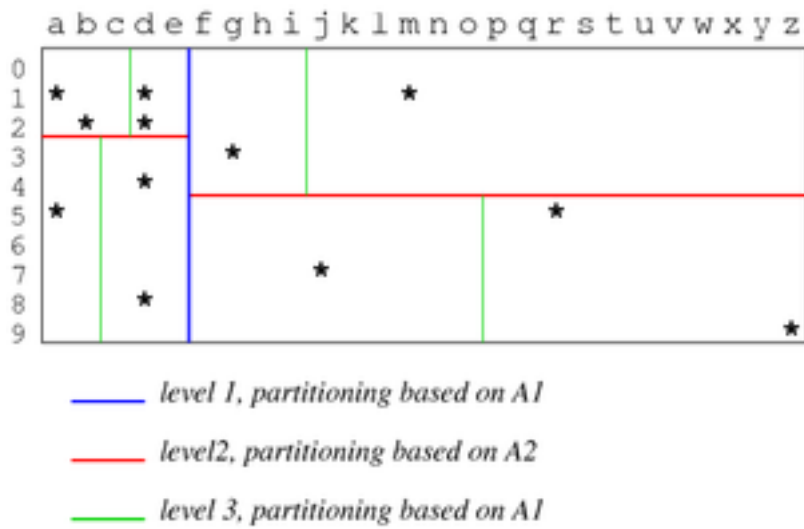 a b c d e f g h i j k l m n o p q r s t u v w x y z
0
1
2
3
4
5
6
7
8
9
level 1, partitioning based on A1
level2, partitioning based on A2
level 3, partitioning based on A1